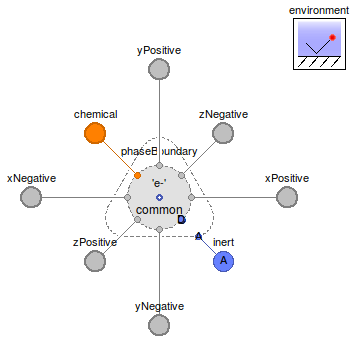 environment
yPositive
chemical
zNegative
phaseBoundary
'e-'
xNegative
xPositive
common
A
zPositive
inert
A
yNegative